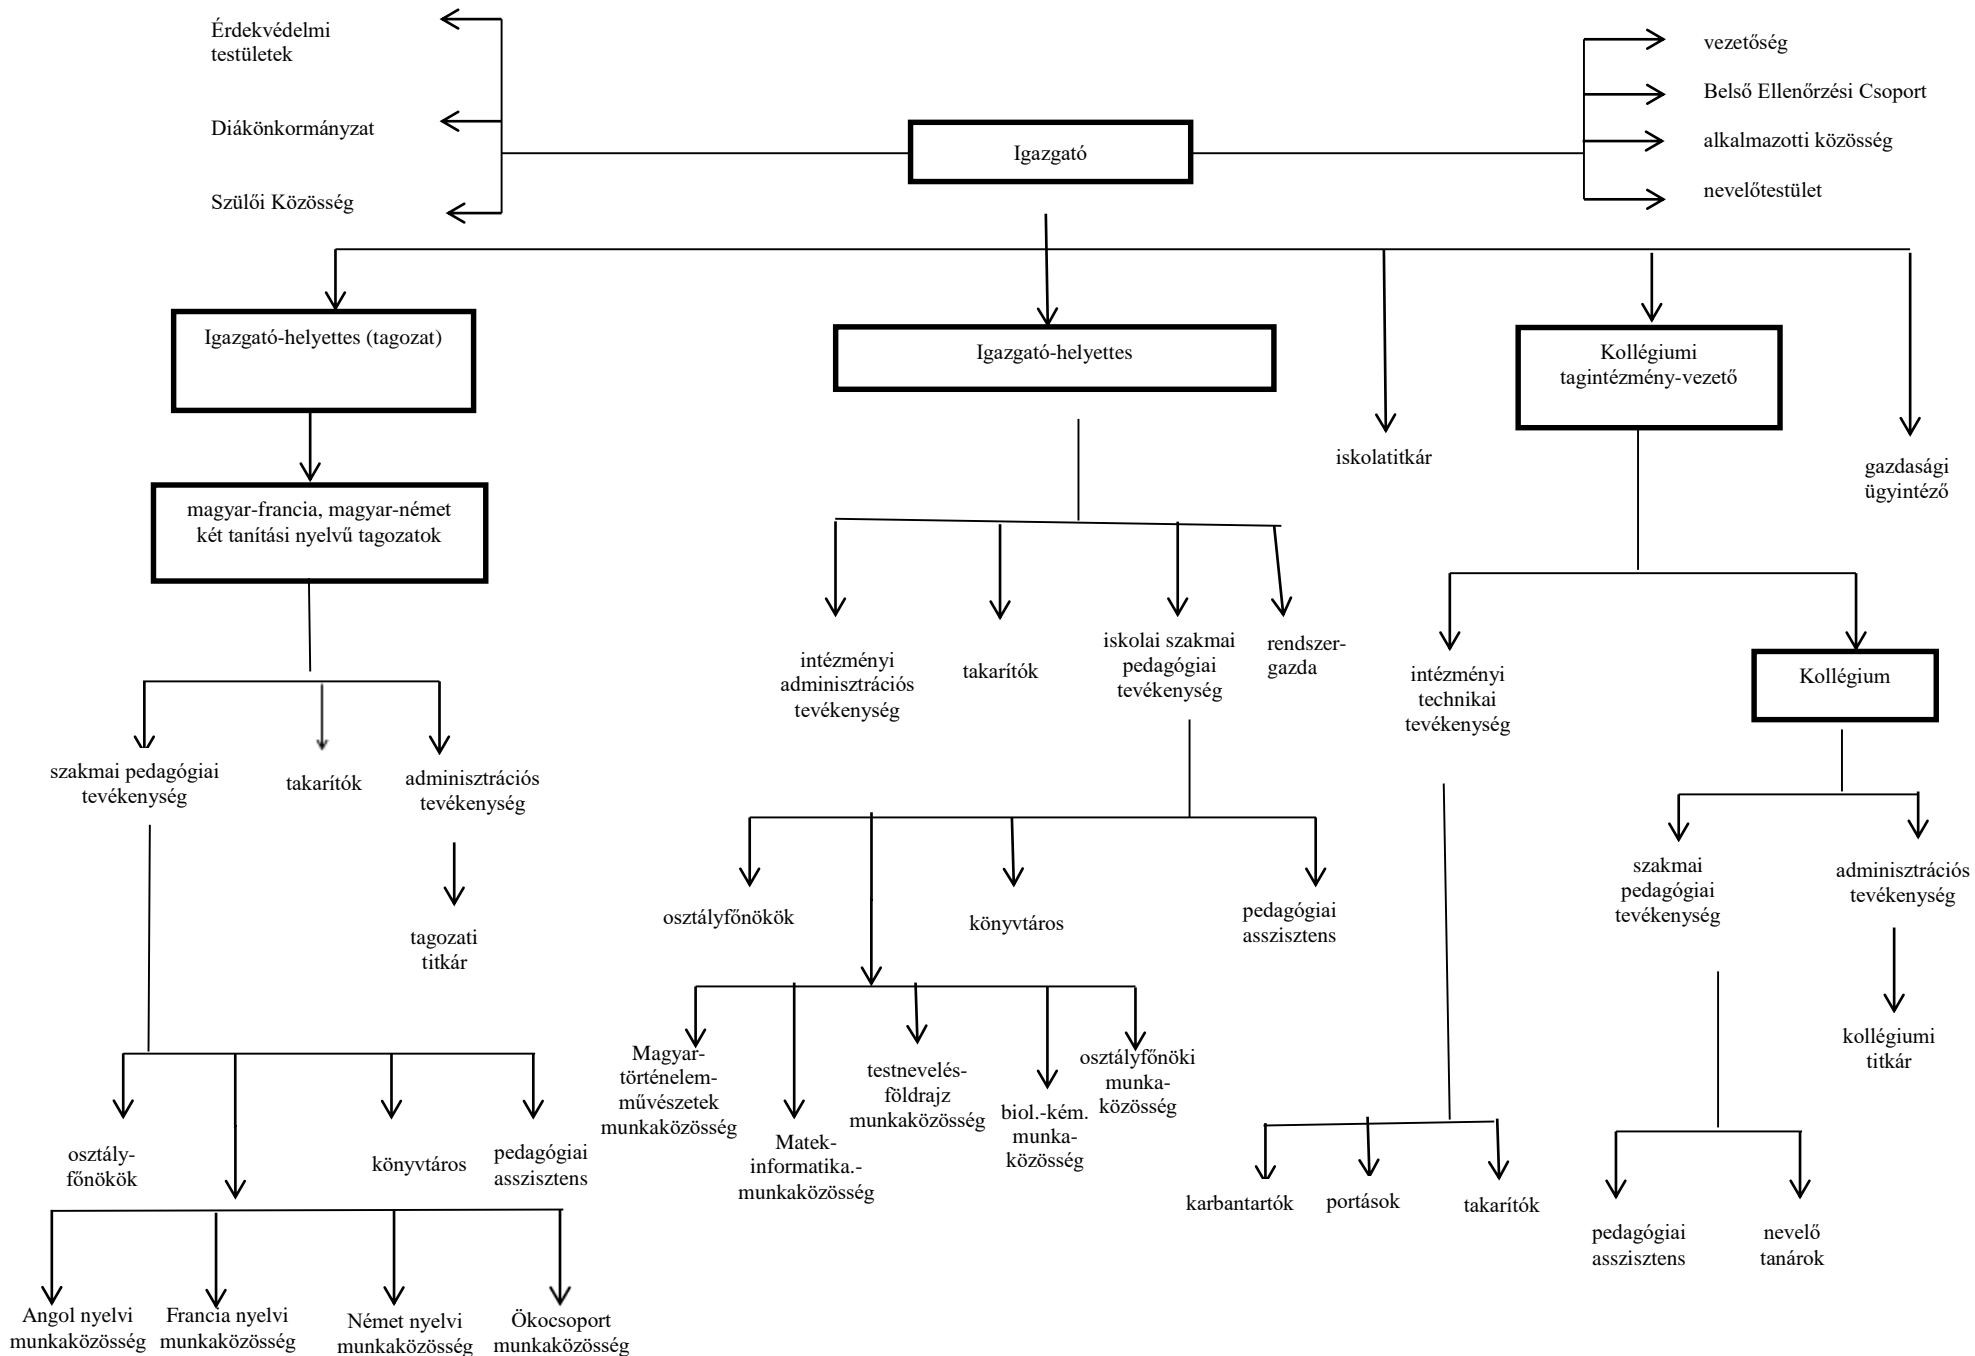 Érdekvédelmi
testületek
Diákönkormányzat
Szülői Közösség
Igazgató
vezetőség
Belső Ellenőrzési Csoport
alkalmazotti közösség
nevelőtestület
Igazgató-helyettes (tagozat)
Igazgató-helyettes
Kollégiumi
tagintézmény-vezető
iskolatitkár
gazdasági
ügyintéző
magyar-francia, magyar-német
két tanítási nyelvű tagozatok
intézményi
adminisztrációs
tevékenység
takarítók
iskolai szakmai
pedagógiai
tevékenység
rendszer-
gazda
intézményi
technikai
tevékenység
Kollégium
szakmai pedagógiai
tevékenység
takarítók
adminisztrációs
tevékenység
tagozati
titkár
osztályfőnökök
könyvtáros
pedagógiai
asszisztens
szakmai
pedagógiai
tevékenység
adminisztrációs
tevékenység
kollégiumi
titkár
Magyar-
történelem-
művészetek
munkaközösség
Matek-
informatika.-
munkaközösség
testnevelés-
földrajz
munkaközösség
biol.-kém.
munka-
közösség
osztályfőnöki
munka-
közösség
osztály-
főnökök
könyvtáros
pedagógiai
asszisztens
karbantartók
portások
takarítók
pedagógiai
asszisztens
nevelő
tanárok
Angol nyelvi
munkaközösség
Francia nyelvi
munkaközösség
Német nyelvi
munkaközösség
Ökocsoport
munkaközösség